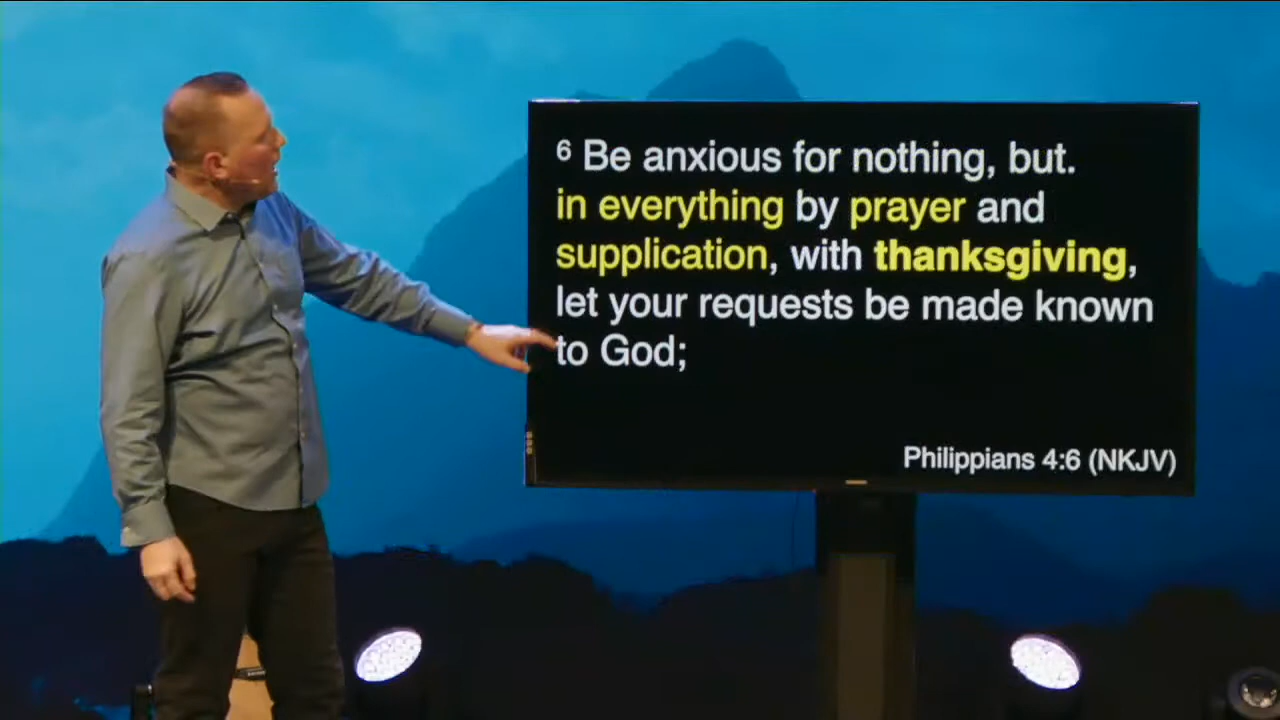 6 Be anxious for nothing, but.
in everything by prayer and
supplication, with thanksgiving,
let your requests be made known
to God;
Philippians 4:6 (NKJV)